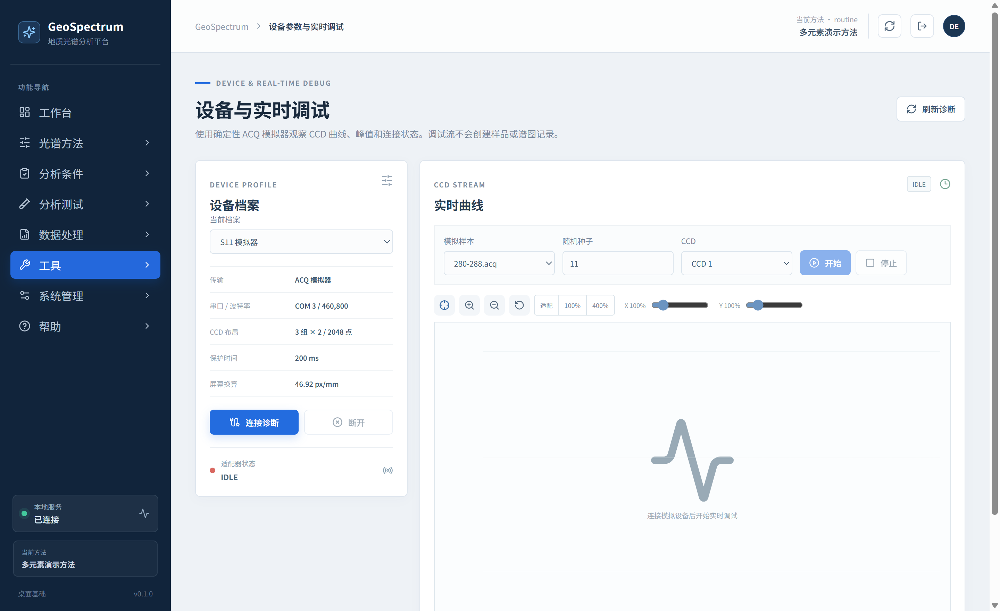 GeoSpectrum
地质光谱分析平台
功能导航
工作台
光谱方法
分析条件
分析测试
数据处理
工具
系统管理
帮助
本地服务
已连接
当前方法
多元素演示方法
桌面基础 v0.1.0
GeoSpectrum 设备参数与实时调试
当前方法 • routine
多元素演示方法
DE
DEVICE & REAL-TIME DEBUG
设备与实时调试
使用确定性 ACQ 模拟器观察 CCD 曲线、峰值和连接状态。调试流不会创建样品或谱图记录。
刷新诊断
DEVICE PROFILE
设备档案
当前档案
S11 模拟器
传输 ACQ 模拟器
串口 / 波特率 COM 3 / 460,800
CCD 布局 3 组 × 2 / 2048 点
保护时间 200 ms
屏幕换算 46.92 px/mm
连接诊断 断开
适配器状态
IDLE
CCD STREAM
IDLE
实时曲线
模拟样本 随机种子 CCD
280-288.acq 11 CCD 1 开始 停止
适配 100% 400% X 100% Y 100%
连接模拟设备后开始实时调试